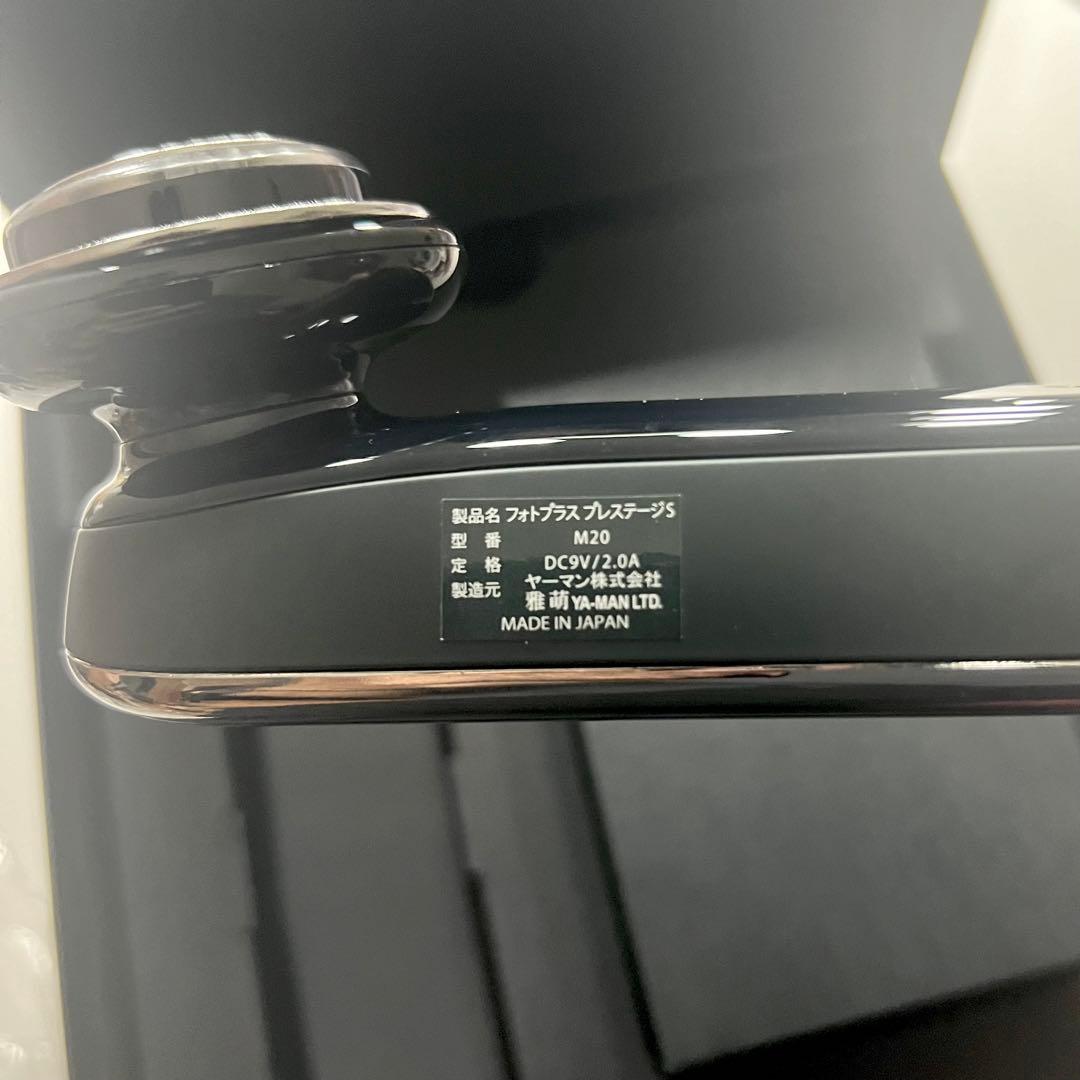 製品名 フォトプラス プレステージS
型番 M20
定格 DC9V/2.0A
製造元 ヤーマン株式会社
雅萌 YA-MAN LTD.
MADE IN JAPAN